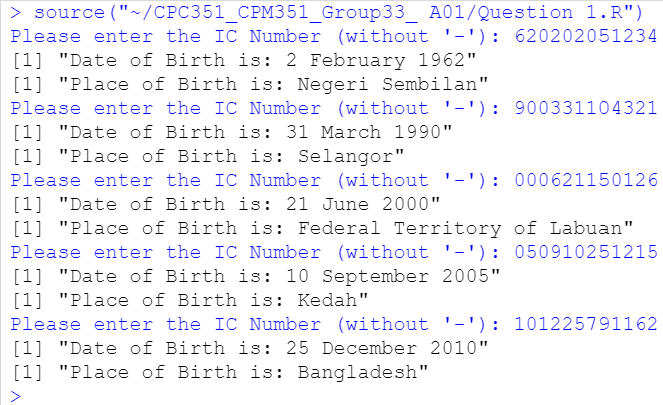 > source("~/CPC351_CPM351_Group33_ A01/Question 1.R")
Please enter the IC Number (without '-'): 620202051234
[1] "Date of Birth is: 2 February 1962"
[1] "Place of Birth is: Negeri Sembilan"
Please enter the IC Number (without '-'): 900331104321
[1] "Date of Birth is: 31 March 1990"
[1] "Place of Birth is: Selangor"
Please enter the IC Number (without '-'): 000621150126
[1] "Date of Birth is: 21 June 2000"
[1] "Place of Birth is: Federal Territory of Labuan"
Please enter the IC Number (without '-'): 050910251215
[1] "Date of Birth is: 10 September 2005"
[1] "Place of Birth is: Kedah"
Please enter the IC Number (without '-'): 101225791162
[1] "Date of Birth is: 25 December 2010"
[1] "Place of Birth is: Bangladesh"
>